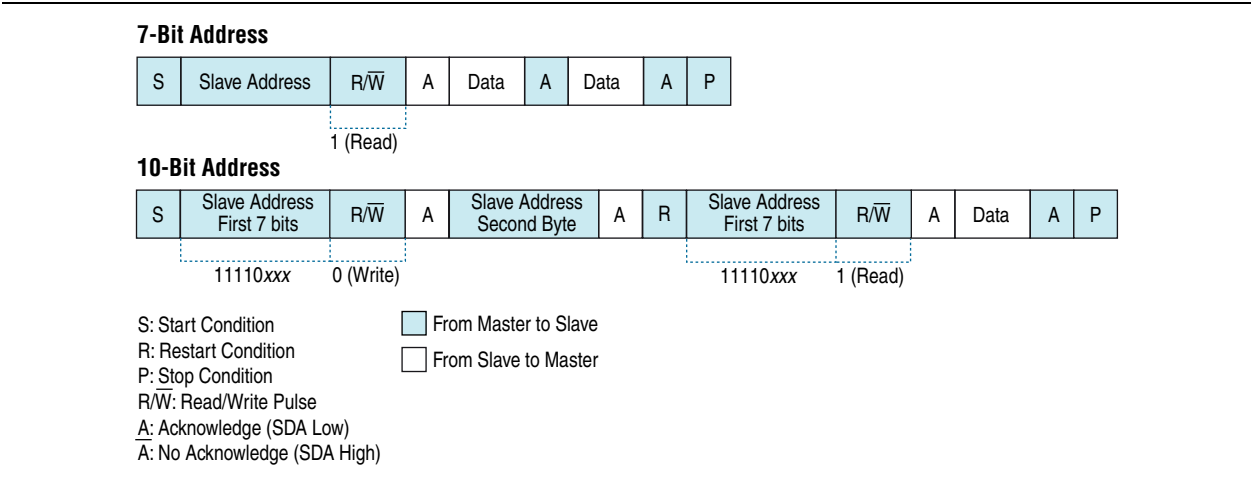 7-Bit Address
S Slave Address R/W̅ A Data A Data A P
1 (Read)
10-Bit Address
S Slave Address First 7 bits R/W̅ A Slave Address Second Byte A R Slave Address First 7 bits R/W̅ A Data A P
11110xxx 0 (Write) 11110xxx 1 (Read)
S: Start Condition
R: Restart Condition
P: Stop Condition
R/W̅: Read/Write Pulse
A: Acknowledge (SDA Low)
A̅: No Acknowledge (SDA High)
From Master to Slave
From Slave to Master